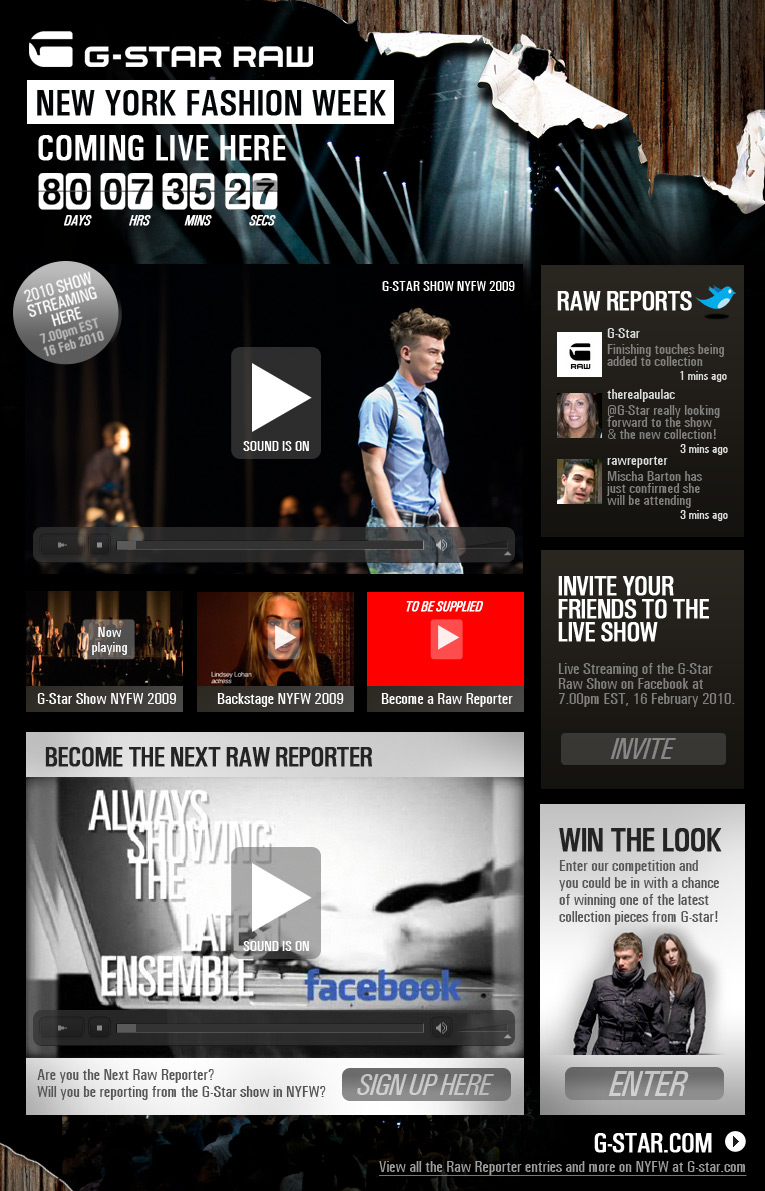 G-STAR RAW
NEW YORK FASHION WEEK
COMING LIVE HERE
80 07 35 27
DAYS HRS MINS SECS
2010 SHOW
STREAMING
HERE
7.00pm EST
16 Feb 2010
G-STAR SHOW NYFW 2009
SOUND IS ON
Now
playing
G-Star Show NYFW 2009
Lindsey Lohan
actress
Backstage NYFW 2009
TO BE SUPPLIED
Become a Raw Reporter
BECOME THE NEXT RAW REPORTER
ALWAYS
SHOWING
THE
LATEST
ENSEMBLE
SOUND IS ON
facebook
Are you the Next Raw Reporter?
Will you be reporting from the G-Star show in NYFW?
SIGN UP HERE
RAW REPORTS
RAW
G-Star
Finishing touches being
added to collection
1 mins ago
therealpaulac
@G-Star really looking
forward to the show
& the new collection!
3 mins ago
rawreporter
Mischa Barton has
just confirmed she
will be attending
3 mins ago
INVITE YOUR
FRIENDS TO THE
LIVE SHOW
Live Streaming of the G-Star
Raw Show on Facebook at
7.00pm EST, 16 February 2010.
INVITE
WIN THE LOOK
Enter our competition and
you could be in with a chance
of winning one of the latest
collection pieces from G-star!
ENTER
G-STAR.COM
View all the Raw Reporter entries and more on NYFW at G-star.com